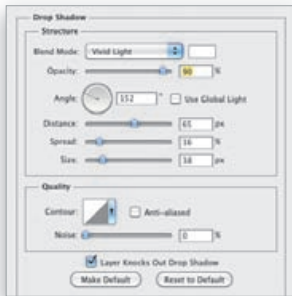 Drop Shadow
Structure
Blend Mode: Vivid Light
Opacity: 90 %
Angle: 152 ° Use Global Light
Distance: 65 px
Spread: 16 %
Size: 38 px
Quality
Contour: Anti-aliased
Noise: 0 %
Layer Knocks Out Drop Shadow
Make Default Reset to Default